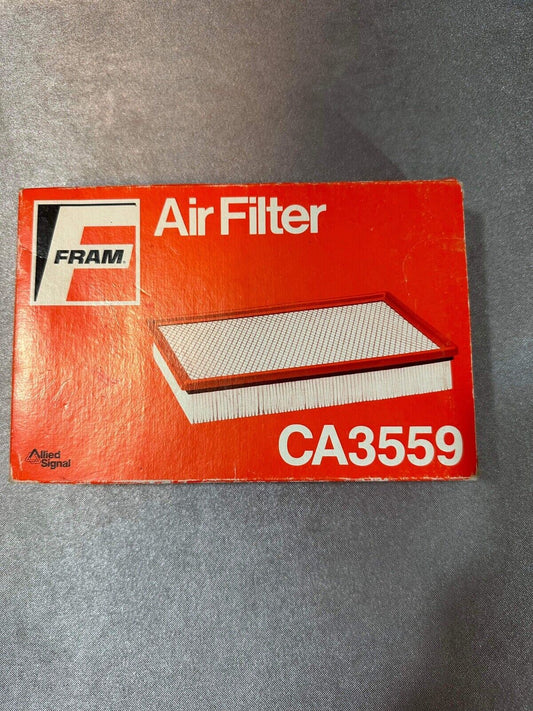 Air Filter
FRAM
CA3559
Allied
Signal